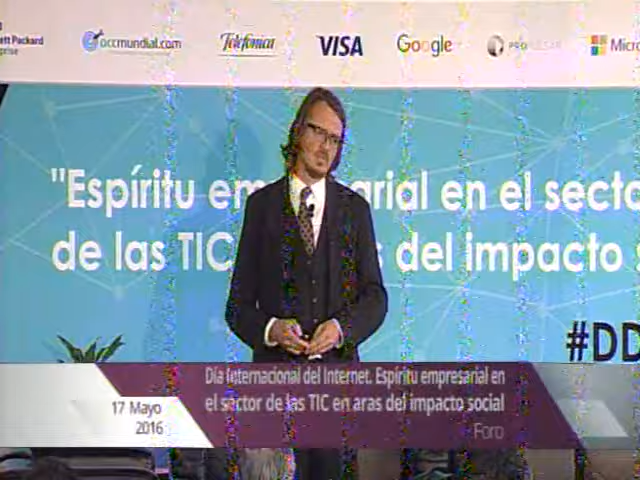 ett Packard
prise
occmundial.com
Telefónica
VISA
Google
Micro
"Espíritu em arial en el secto
de las TIC s del impacto
#DD
Día Internacional del Internet. Espíritu empresarial en
el sector de las TIC en aras del impacto social
17 Mayo
2016
Foro